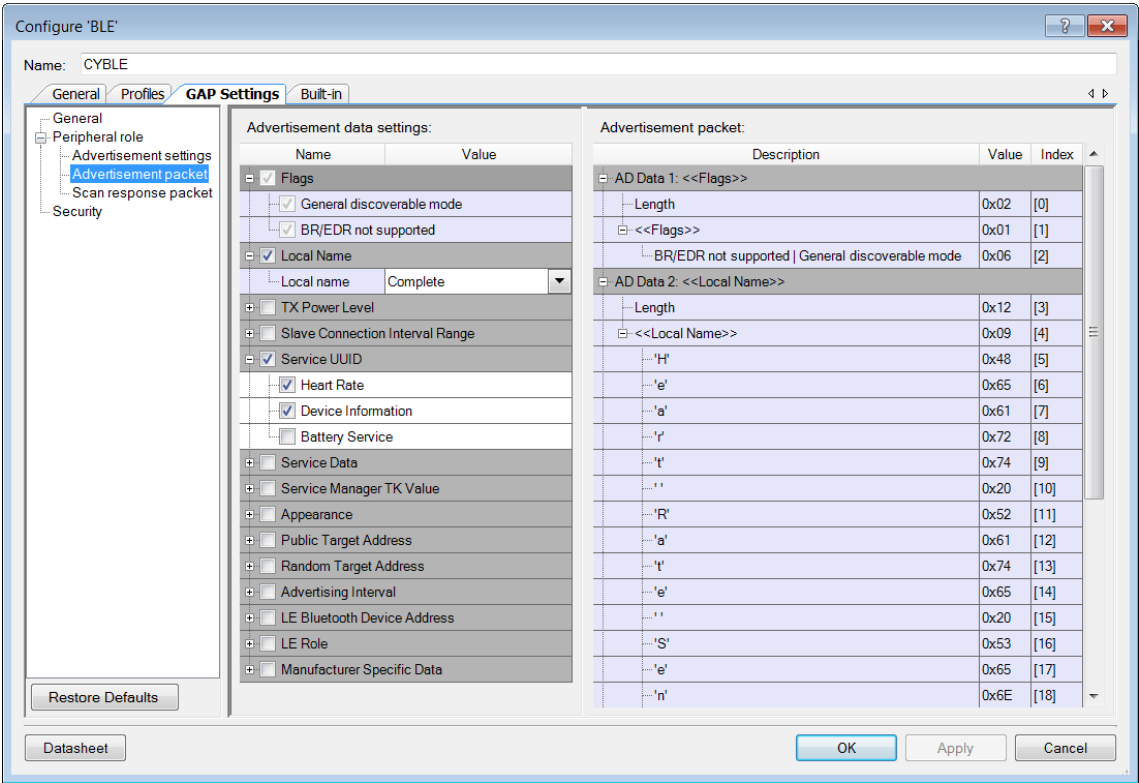 Configure 'BLE'
Name: CYBLE
General Profiles GAP Settings Built-in
General
Peripheral role
Advertisement settings
Advertisement packet
Scan response packet
Security
Restore Defaults
Advertisement data settings:
Name Value
Flags
General discoverable mode
BR/EDR not supported
Local Name
Local name Complete
TX Power Level
Slave Connection Interval Range
Service UUID
Heart Rate
Device Information
Battery Service
Service Data
Service Manager TK Value
Appearance
Public Target Address
Random Target Address
Advertising Interval
LE Bluetooth Device Address
LE Role
Manufacturer Specific Data
Advertisement packet:
Description Value Index
AD Data 1: <<Flags>>
Length 0x02 [0]
<<Flags>> 0x01 [1]
BR/EDR not supported | General discoverable mode 0x06 [2]
AD Data 2: <<Local Name>>
Length 0x12 [3]
<<Local Name>> 0x09 [4]
'H' 0x48 [5]
'e' 0x65 [6]
'a' 0x61 [7]
'r' 0x72 [8]
't' 0x74 [9]
' ' 0x20 [10]
'R' 0x52 [11]
'a' 0x61 [12]
't' 0x74 [13]
'e' 0x65 [14]
' ' 0x20 [15]
'S' 0x53 [16]
'e' 0x65 [17]
'n' 0x6E [18]
Datasheet OK Apply Cancel